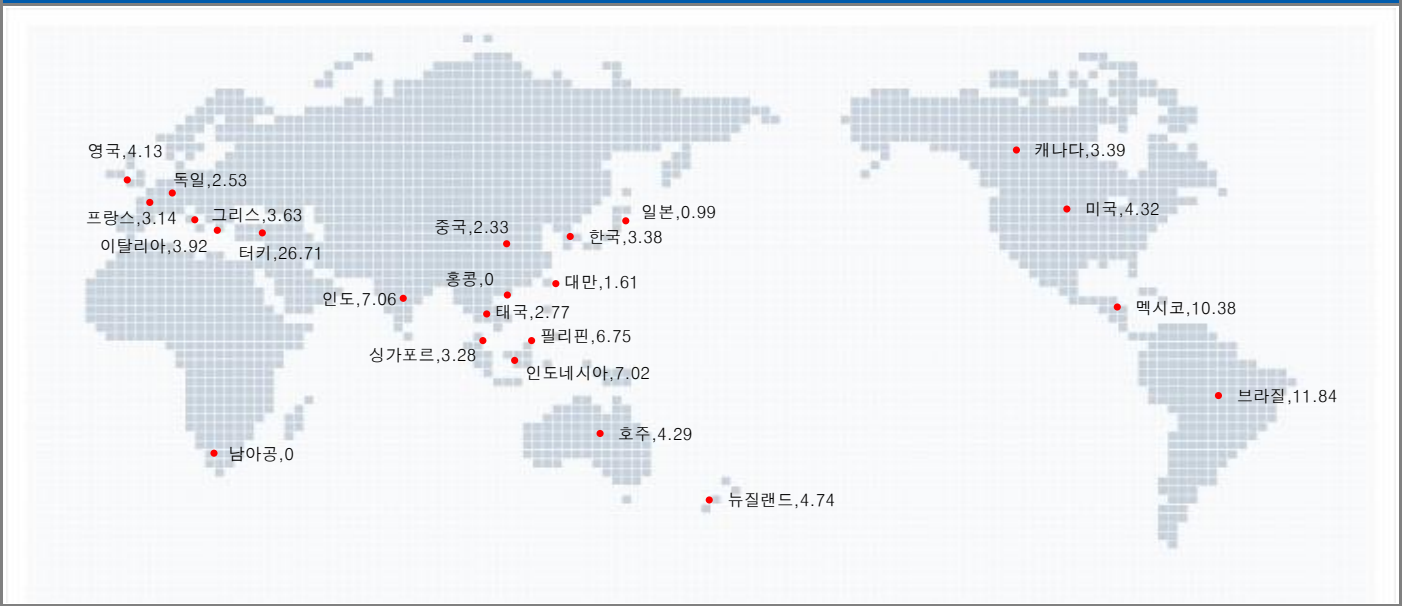 영국,4.13
캐나다,3.39
독일,2.53
미국,4.32
일본,0.99
프랑스,3.14
그리스,3.63
중국,2.33
한국,3.38
이탈리아,3.92
터키,26.71
홍콩,0
대만,1.61
인도,7.06
태국,2.77
멕시코,10.38
필리핀,6.75
싱가포르,3.28
인도네시아,7.02
브라질,11.84
호주,4.29
남아공,0
뉴질랜드,4.74